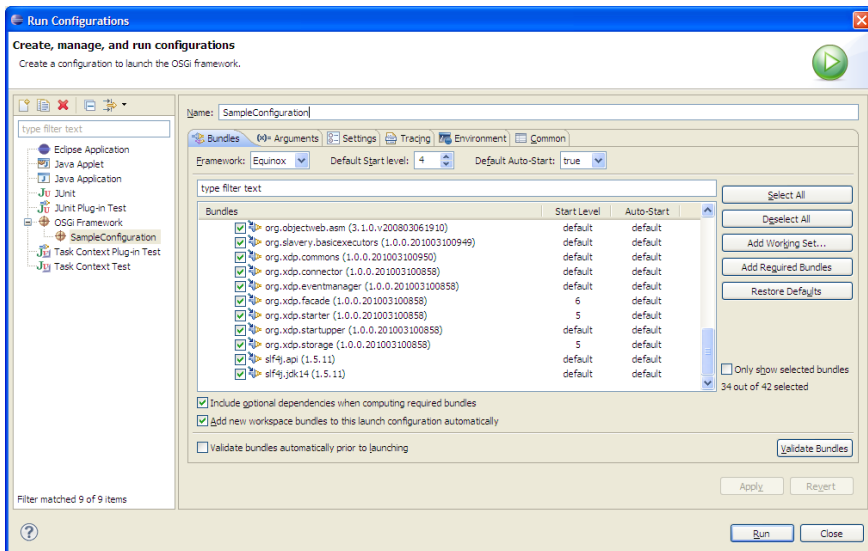 Run Configurations
Create, manage, and run configurations
Create a configuration to launch the OSGi framework.
type filter text
Eclipse Application
Java Applet
Java Application
JUnit
JUnit Plug-in Test
OSGi Framework
SampleConfiguration
Task Context Plug-in Test
Task Context Test
Filter matched 9 of 9 items
Name: SampleConfiguration
Bundles Arguments Settings Tracing Environment Common
Framework: Equinox Default Start level: 4 Default Auto-Start: true
type filter text
Bundles Start Level Auto-Start
org.objectweb.asm (3.1.0.v200803061910) default default
org.slavery.basicexecutors (1.0.0.201003100949) default default
org.xdp.commons (1.0.0.201003100950) default default
org.xdp.connector (1.0.0.201003100858) default default
org.xdp.eventmanager (1.0.0.201003100858) default default
org.xdp.facade (1.0.0.201003100858) 6 default
org.xdp.starter (1.0.0.201003100858) 5 default
org.xdp.startupper (1.0.0.201003100858) default default
org.xdp.storage (1.0.0.201003100858) 5 default
slf4j.api (1.5.11) default default
slf4j.jdk14 (1.5.11) default default
Select All
Deselect All
Add Working Set...
Add Required Bundles
Restore Defaults
Only show selected bundles
34 out of 42 selected
Include optional dependencies when computing required bundles
Add new workspace bundles to this launch configuration automatically
Validate bundles automatically prior to launching
Validate Bundles
Apply Revert
Run Close